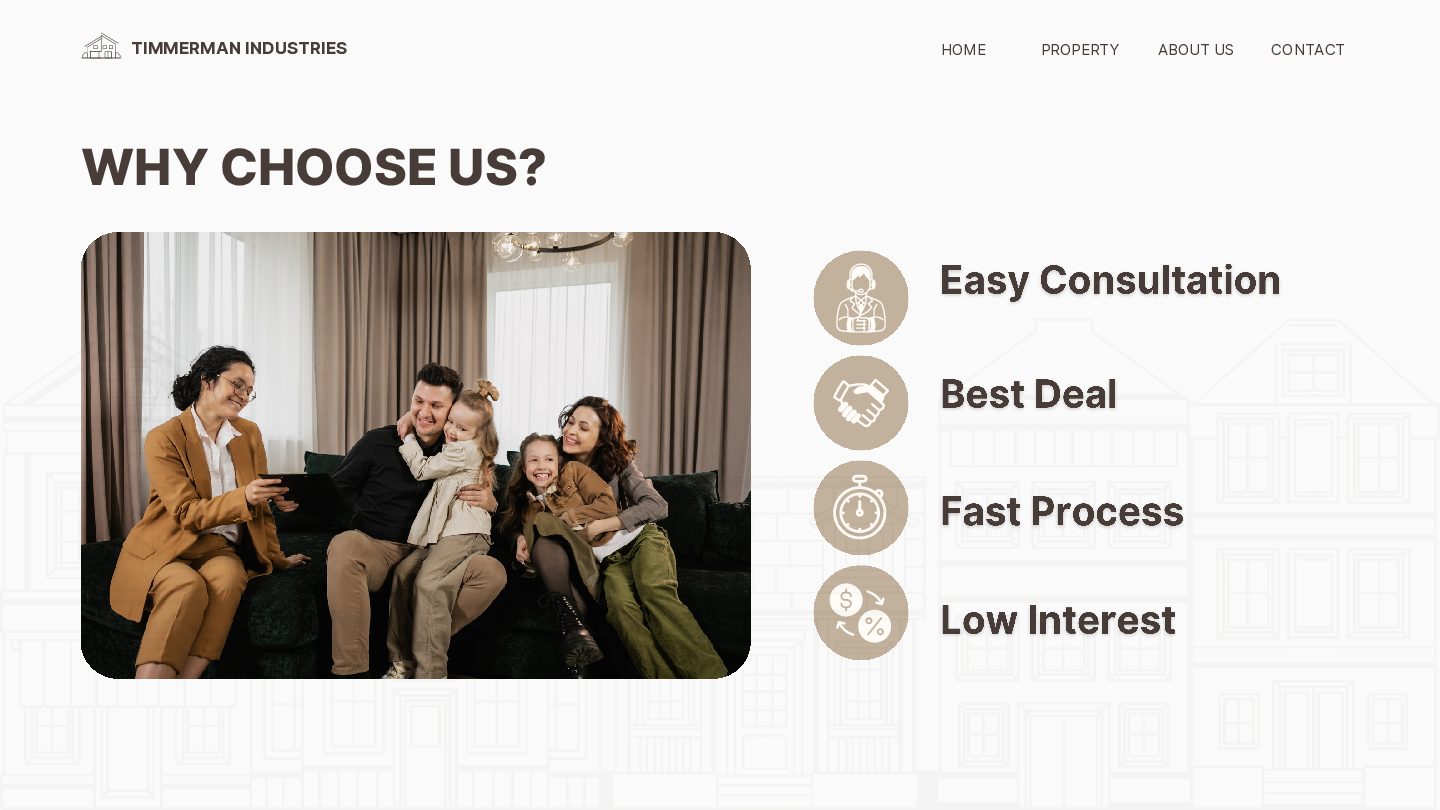 TIMMERMAN INDUSTRIES
HOME PROPERTY ABOUT US CONTACT
WHY CHOOSE US?
Easy Consultation
Best Deal
Fast Process
$
%
Low Interest